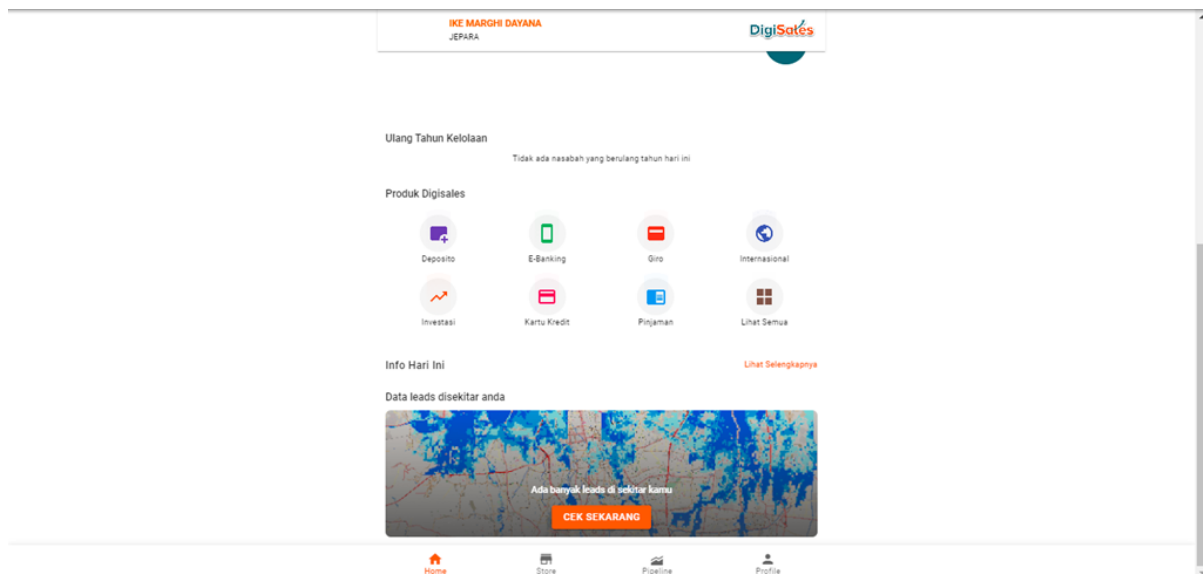 IKE MARGHI DAYANA
JEPARA
DigiSales
Ulang Tahun Kelolaan
Tidak ada nasabah yang berulang tahun hari ini
Produk Digisales
Deposito
E-Banking
Giro
Internasional
Investasi
Kartu Kredit
Pinjaman
Lihat Semua
Info Hari Ini
Lihat Selengkapnya
Data leads disekitar anda
Ada banyak leads di sekitar kamu
CEK SEKARANG
Home
Store
Pipeline
Profile